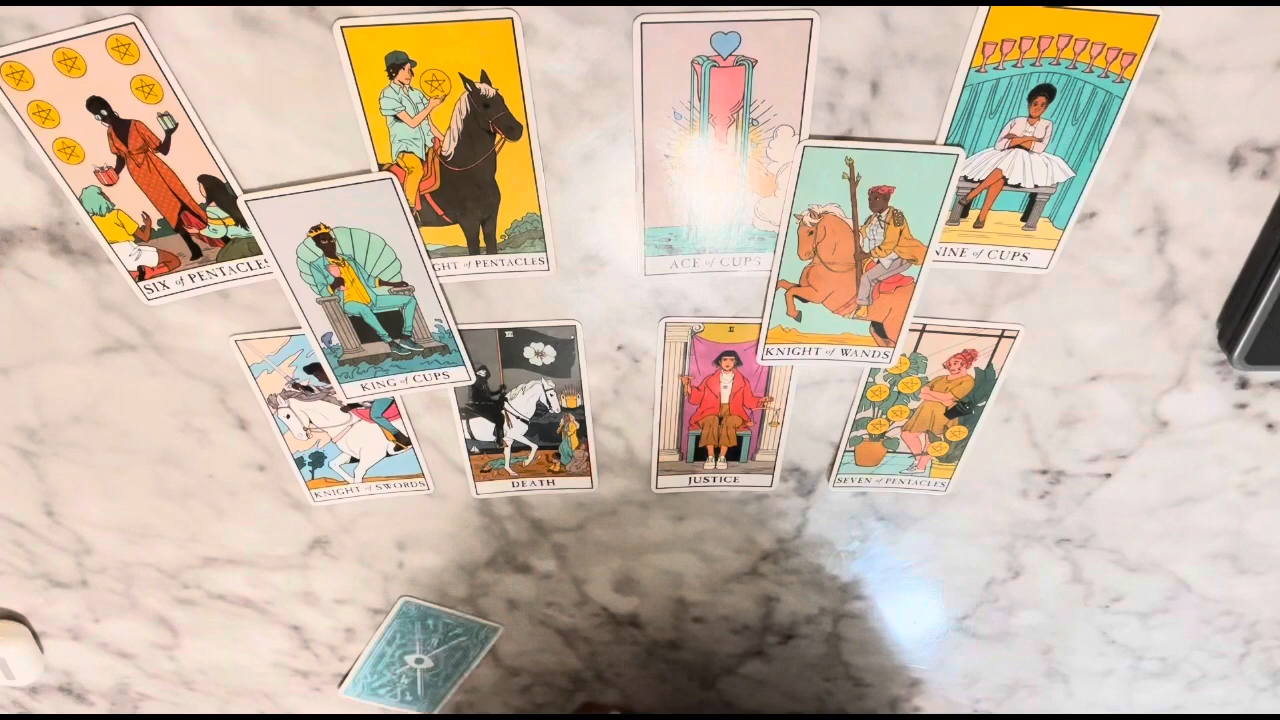 SIX of PENTACLES
GHT of PENTACLES
ACE of CUPS
NINE of CUPS
KING of CUPS
KNIGHT of WANDS
KNIGHT of SWORDS
DEATH
JUSTICE
SEVEN of PENTACLES